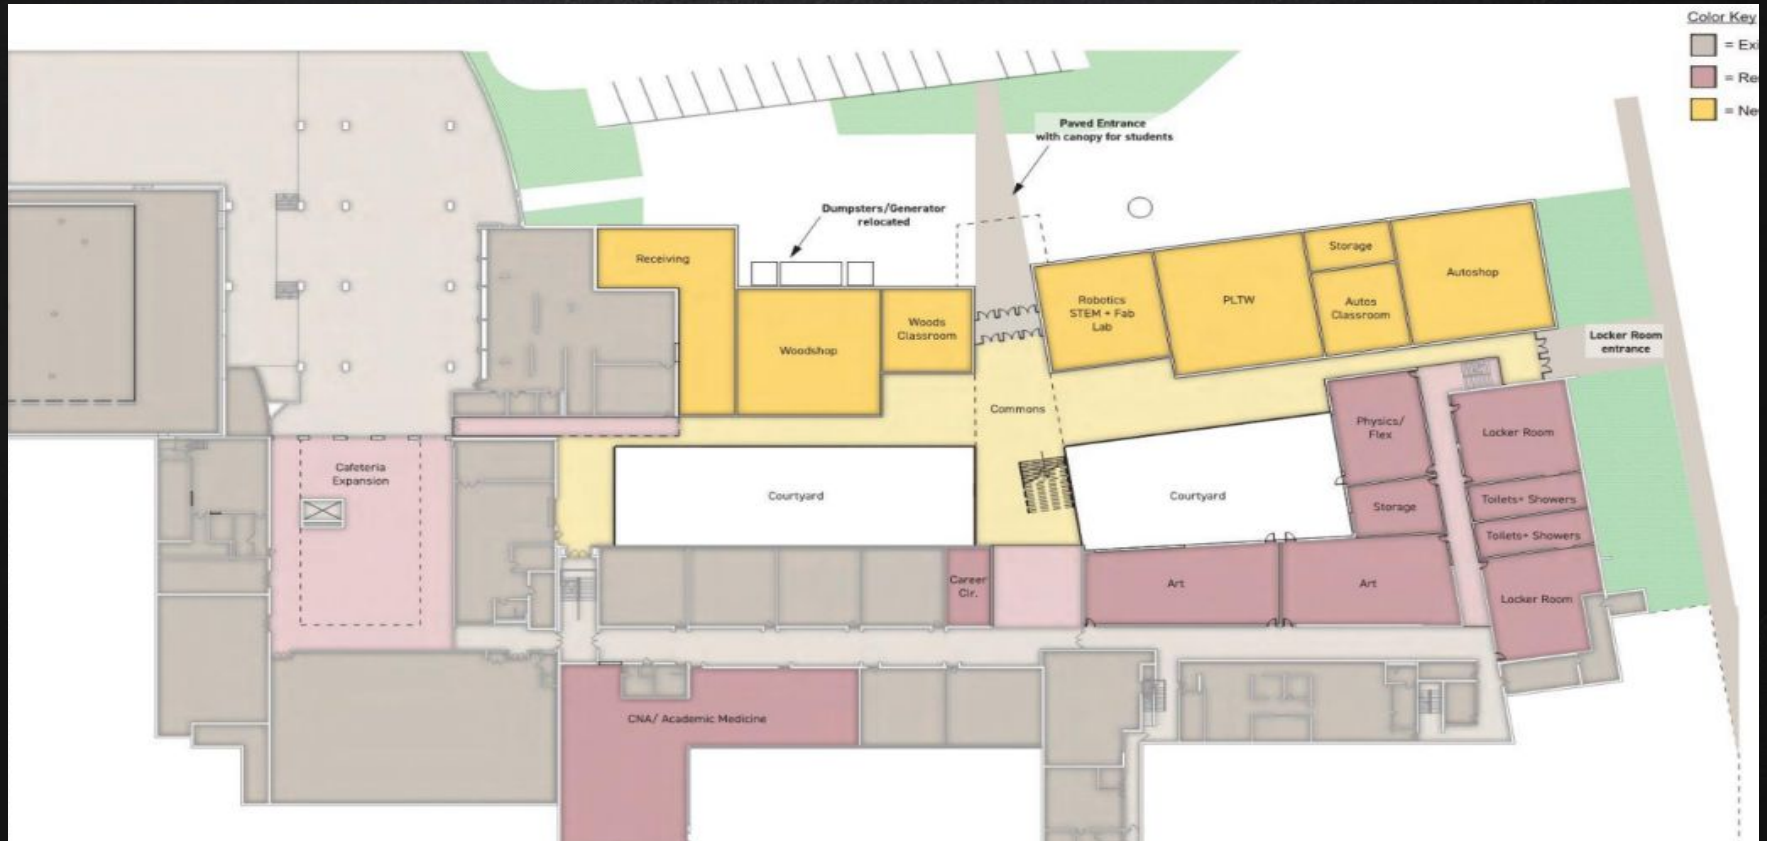 Color Key
= Exi
= Re
= Ne
Paved Entrance
with canopy for students
Dumpsters/Generator
relocated
Receiving
Storage
Autoshop
Robotics
STEM + Fab
Lab
PLTW
Autos
Classroom
Woods
Classroom
Woodshop
Locker Room
entrance
Commons
Physics/
Flex
Locker Room
Cafeteria
Expansion
Courtyard
Courtyard
Storage
Toilets+ Showers
Toilets+ Showers
Career
Art
Art
Locker Room
CNA/ Academic Medicine